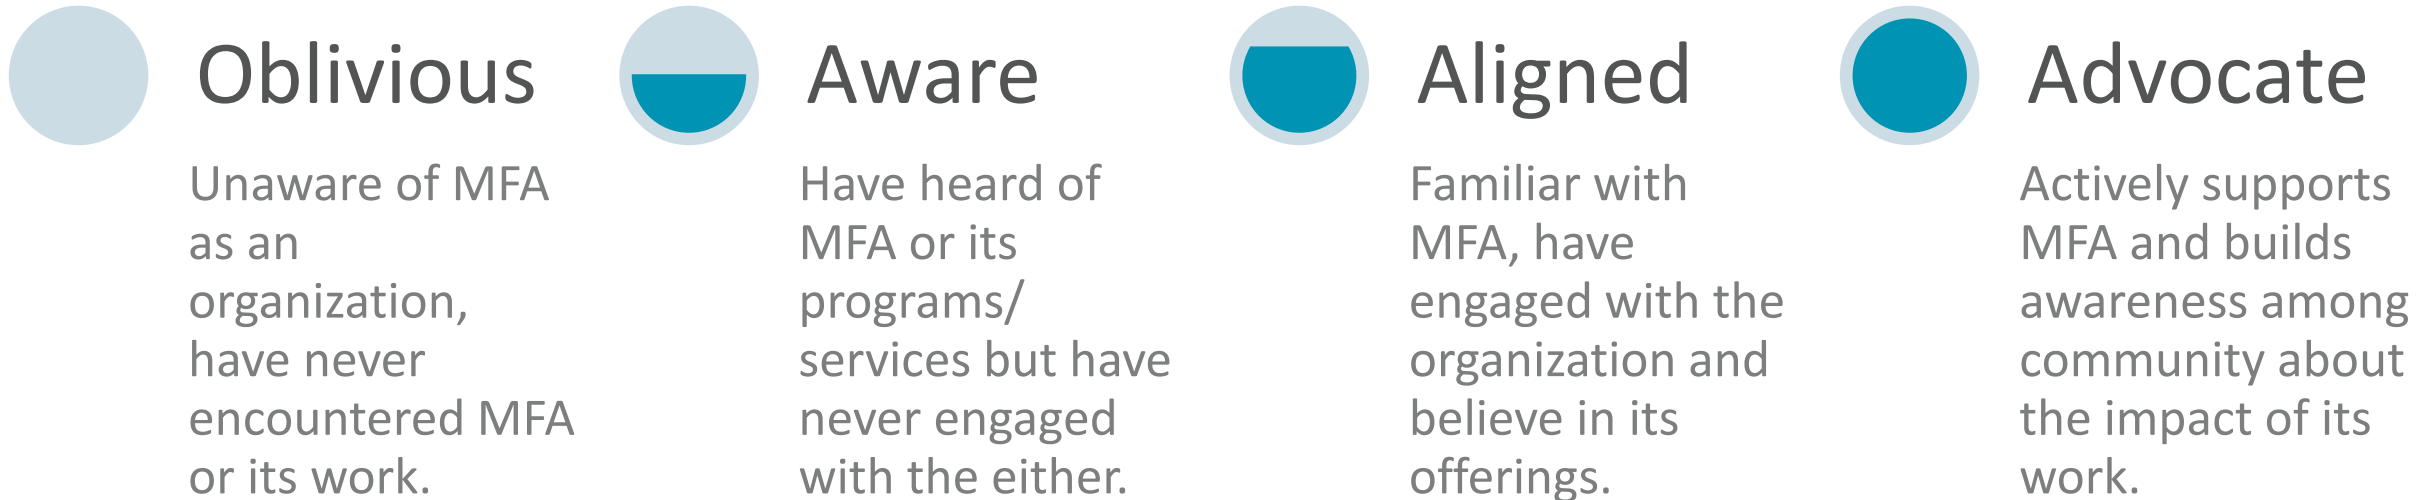 Oblivious
Unaware of MFA
as an
organization,
have never
encountered MFA
or its work.
Aware
Have heard of
MFA or its
programs/
services but have
never engaged
with the either.
Aligned
Familiar with
MFA, have
engaged with the
organization and
believe in its
offerings.
Advocate
Actively supports
MFA and builds
awareness among
community about
the impact of its
work.